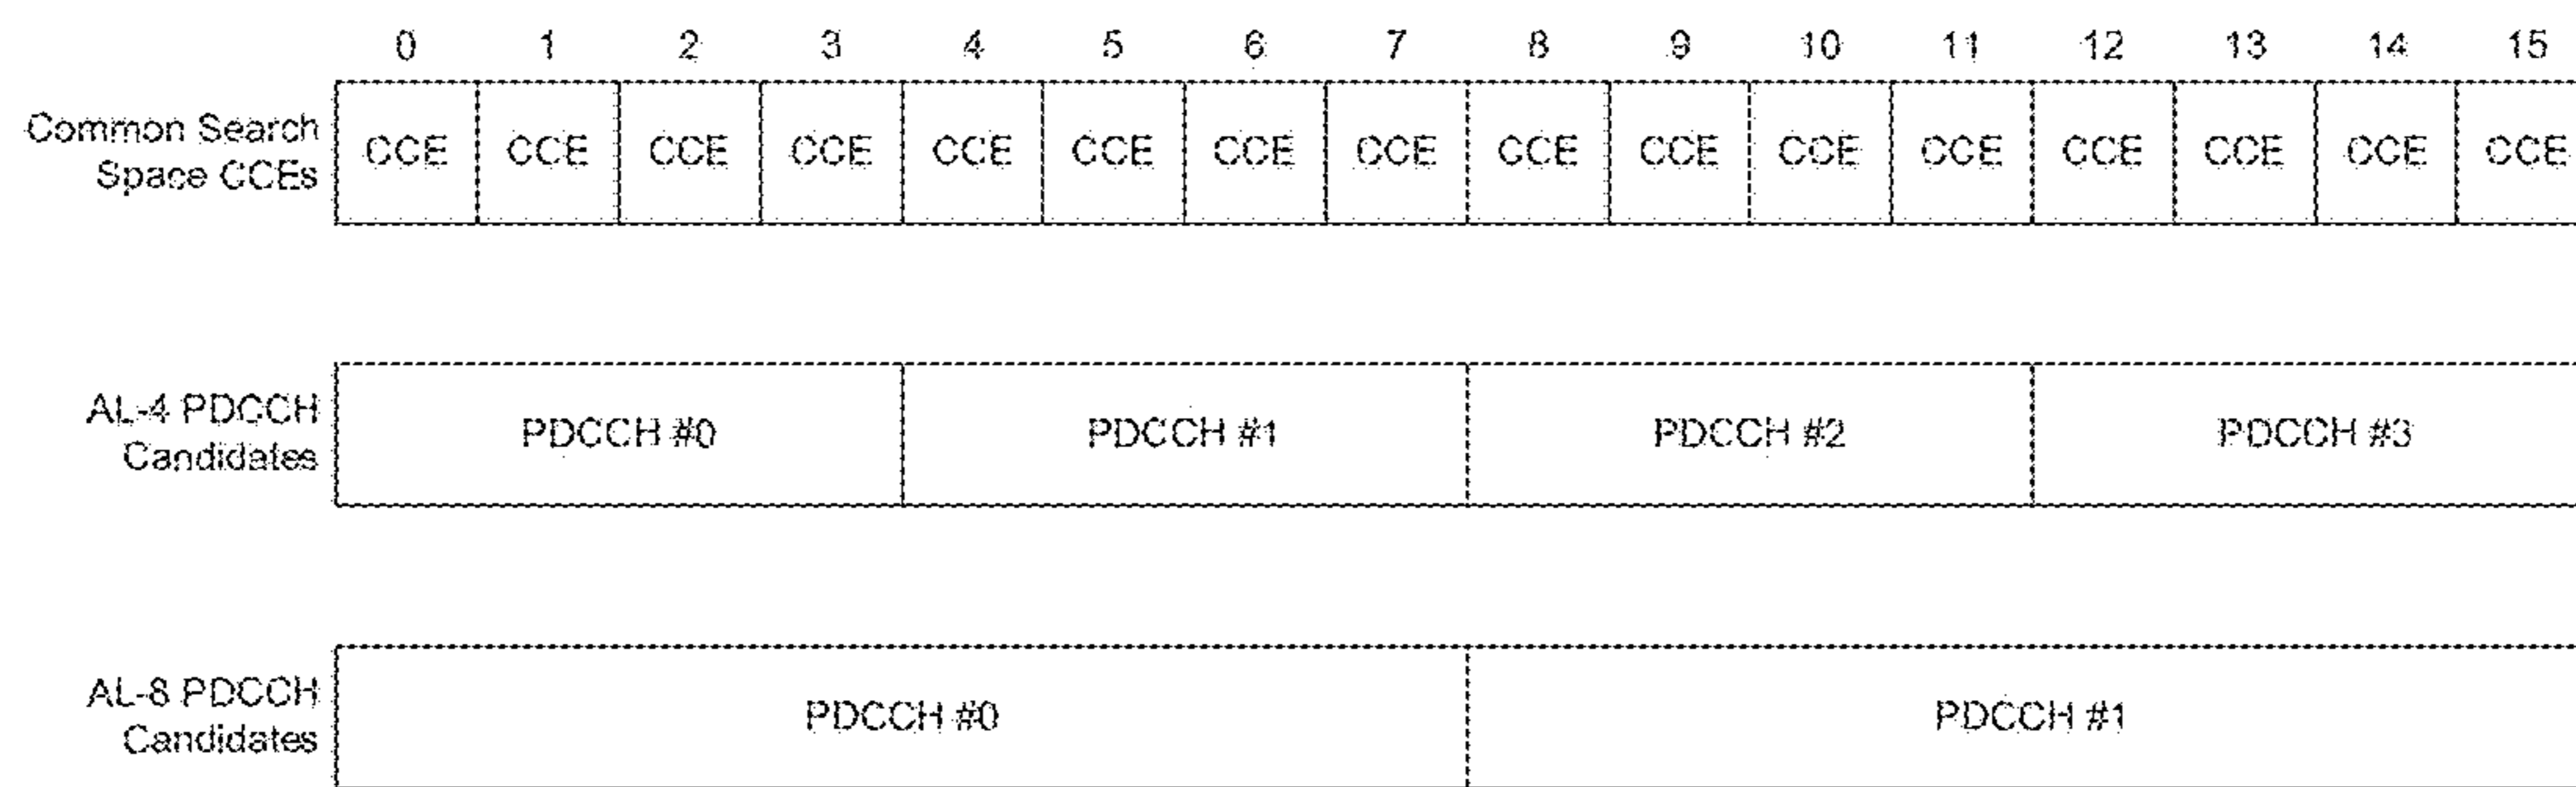 0 1 2 3 4 5 6 7 8 9 10 11 12 13 14 15
Common Search
Space CCEs
CCE CCE CCE CCE CCE CCE CCE CCE CCE CCE CCE CCE CCE CCE CCE CCE
AL-4 PDCCH
Candidates
PDCCH #0 PDCCH #1 PDCCH #2 PDCCH #3
AL-8 PDCCH
Candidates
PDCCH #0 PDCCH #1